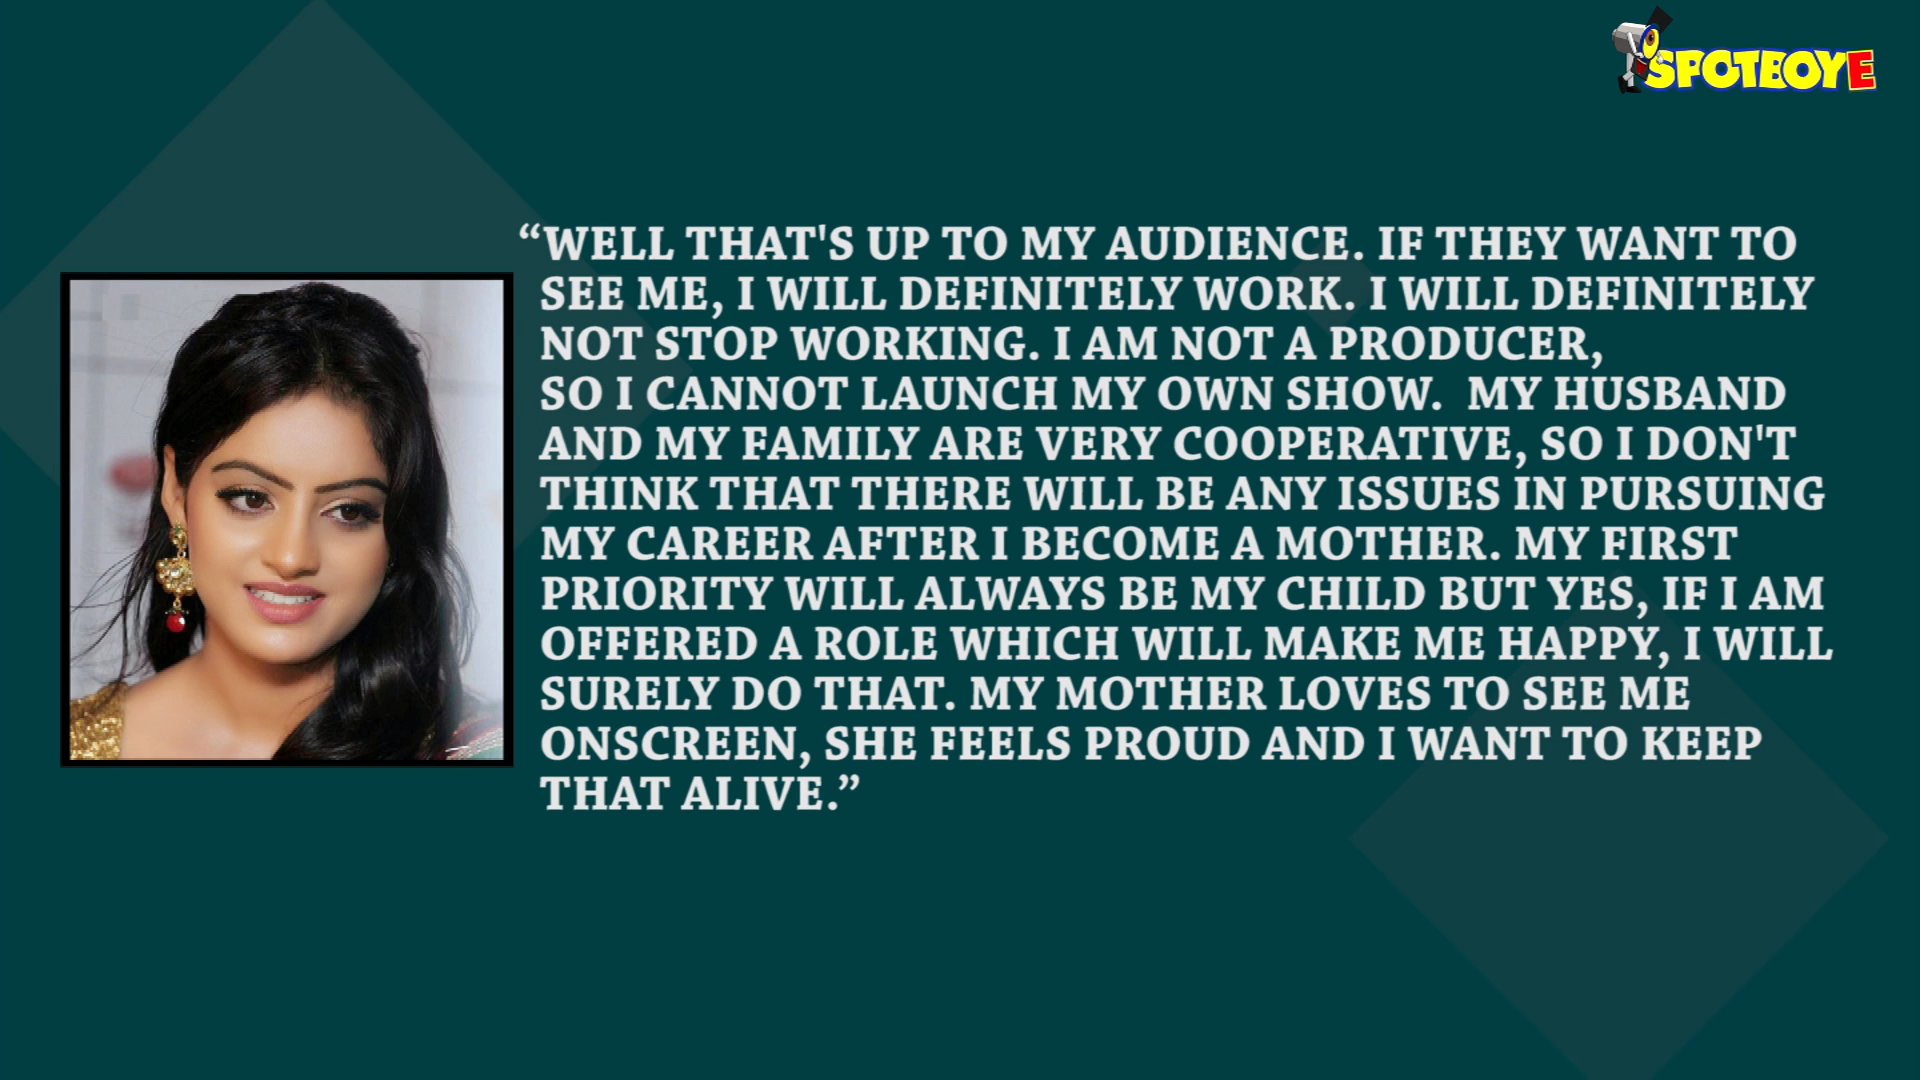 SPOTBOYE
“WELL THAT'S UP TO MY AUDIENCE. IF THEY WANT TO
SEE ME, I WILL DEFINITELY WORK. I WILL DEFINITELY
NOT STOP WORKING. I AM NOT A PRODUCER,
SO I CANNOT LAUNCH MY OWN SHOW.  MY HUSBAND
AND MY FAMILY ARE VERY COOPERATIVE, SO I DON'T
THINK THAT THERE WILL BE ANY ISSUES IN PURSUING
MY CAREER AFTER I BECOME A MOTHER. MY FIRST
PRIORITY WILL ALWAYS BE MY CHILD BUT YES, IF I AM
OFFERED A ROLE WHICH WILL MAKE ME HAPPY, I WILL
SURELY DO THAT. MY MOTHER LOVES TO SEE ME
ONSCREEN, SHE FEELS PROUD AND I WANT TO KEEP
THAT ALIVE.”